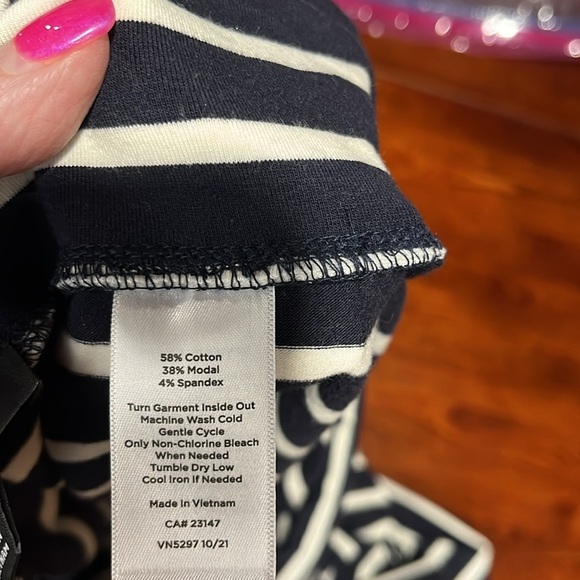 58% Cotton
38% Modal
4% Spandex
Turn Garment Inside Out
Machine Wash Cold
Gentle Cycle
Only Non-Chlorine Bleach
When Needed
Tumble Dry Low
Cool Iron If Needed
Made in Vietnam
CA# 23147
VN5297 10/21